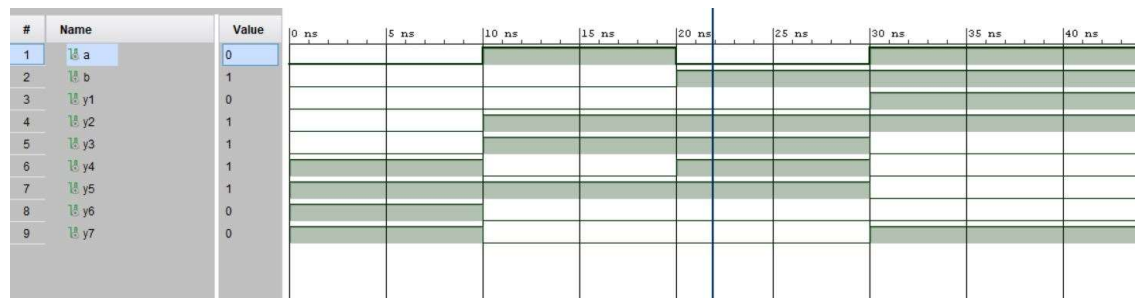 # Name Value 0 ns 5 ns 10 ns 15 ns 20 ns 25 ns 30 ns 35 ns 40 ns
1 a 0
2 b 1
3 y1 0
4 y2 1
5 y3 1
6 y4 1
7 y5 1
8 y6 0
9 y7 0